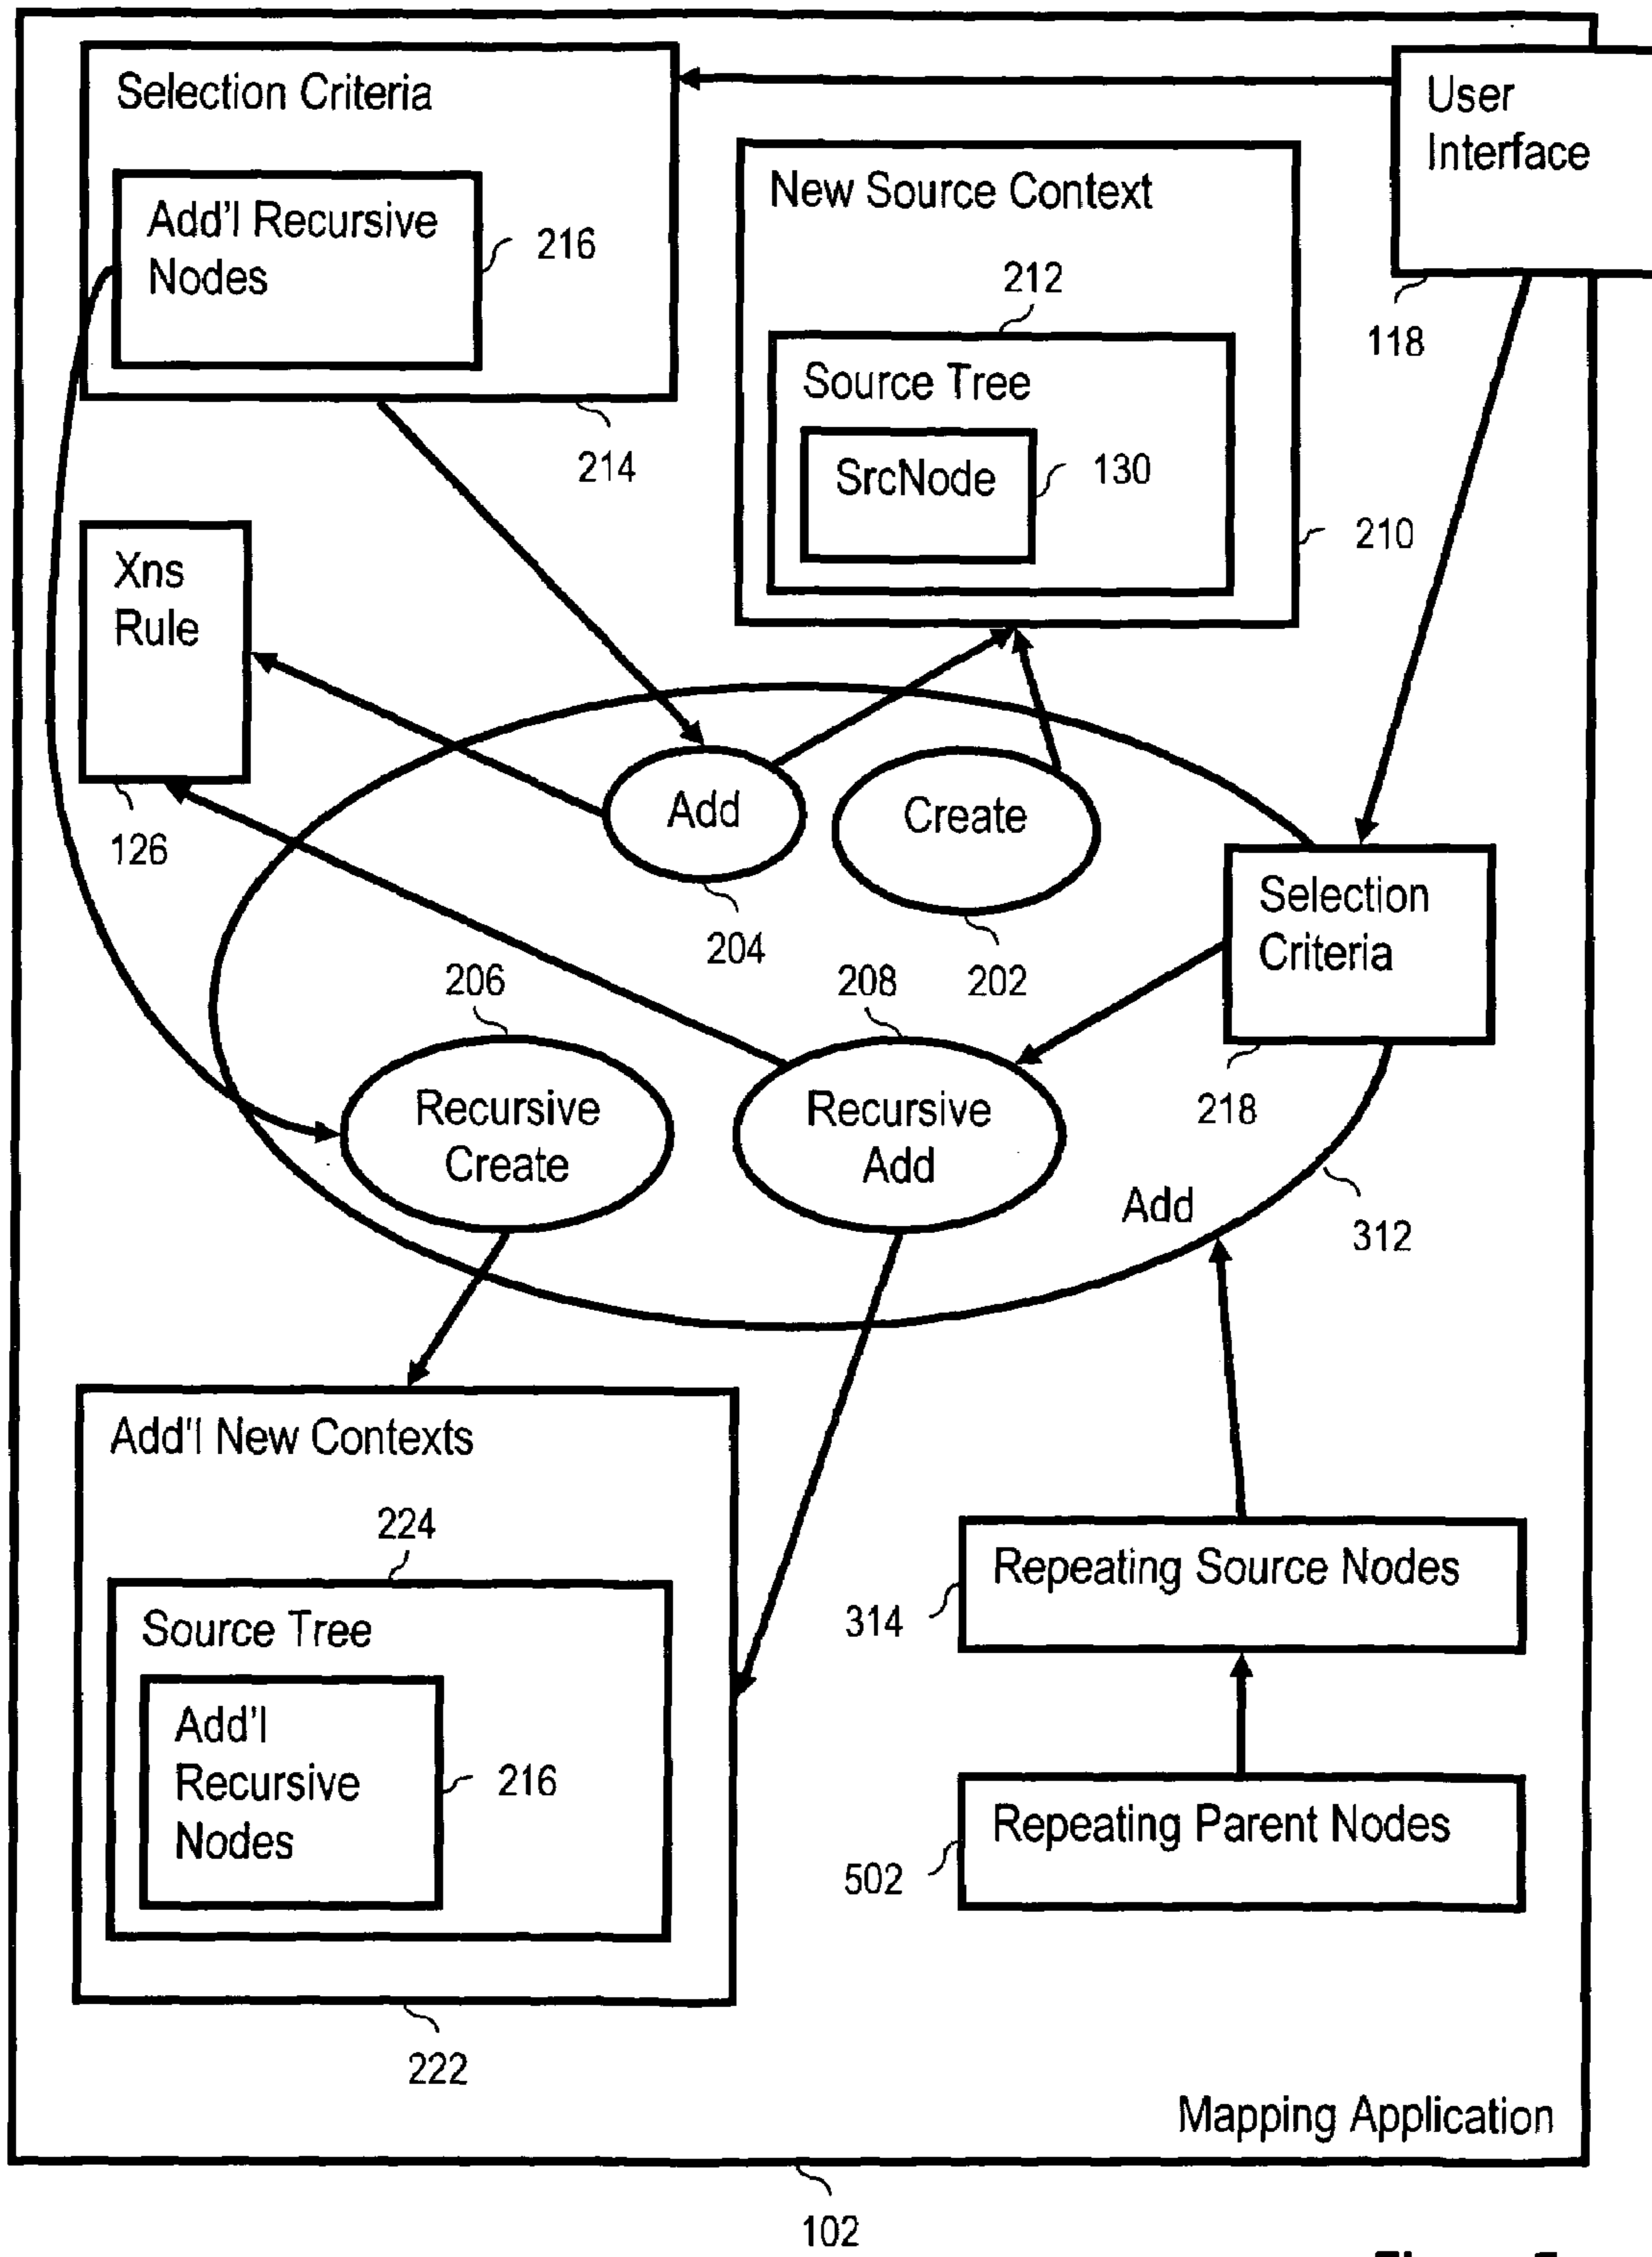 Selection Criteria
Add'l Recursive
Nodes
216
214
User
Interface
118
New Source Context
212
Source Tree
SrcNode
130
210
Xns
Rule
126
Add
204
Create
202
Selection
Criteria
218
206
Recursive
Create
208
Recursive
Add
Add
312
Add'l New Contexts
224
Source Tree
Add'l
Recursive
Nodes
216
222
Repeating Source Nodes
314
Repeating Parent Nodes
502
Mapping Application
102